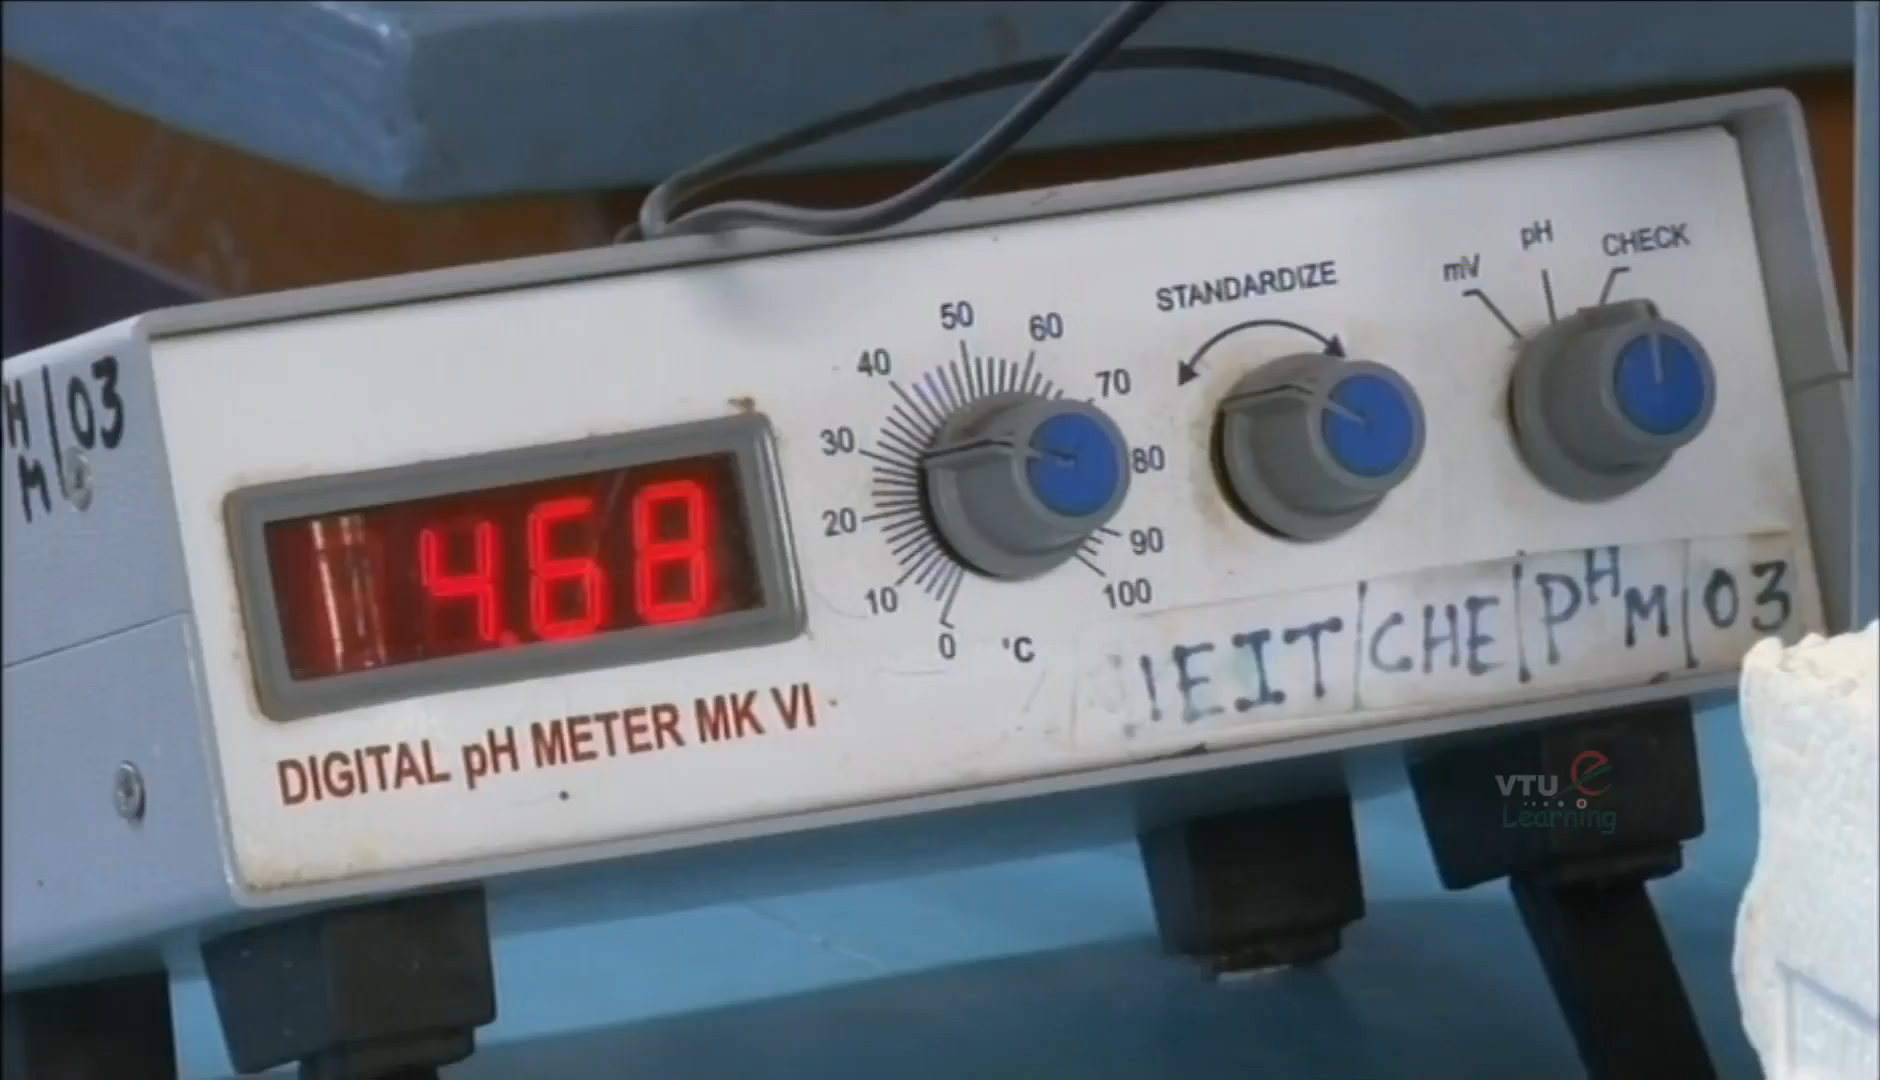 H | 03
M
4.68
0
10
20
30
40
50
60
70
80
90
100
°C
STANDARDIZE
mV
pH
CHECK
DIGITAL pH METER MK VI
EIT/CHE/PHM/03
VTU e
Learning